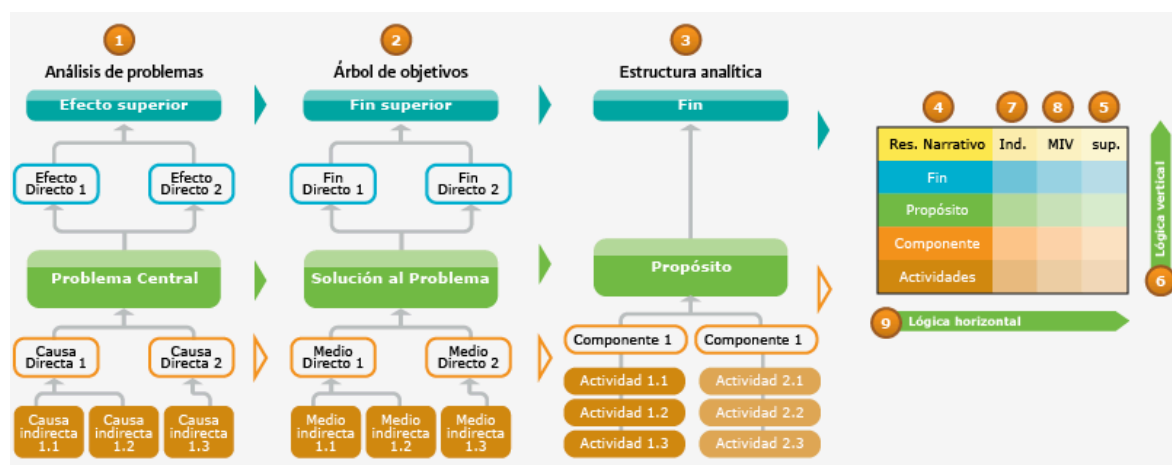 1
Análisis de problemas
Efecto superior
Efecto
Directo 1
Efecto
Directo 2
Problema Central
Causa
Directa 1
Causa
Directa 2
Causa
indirecta
1.1
Causa
indirecta
1.2
Causa
indirecta
1.3
2
Árbol de objetivos
Fin superior
Fin
Directo 1
Fin
Directo 2
Solución al Problema
Medio
Directo 1
Medio
Directo 2
Medio
indirecta
1.1
Medio
indirecta
1.2
Medio
indirecta
1.3
3
Estructura analítica
Fin
Propósito
Componente 1
Componente 1
Actividad 1.1
Actividad 1.2
Actividad 1.3
Actividad 2.1
Actividad 2.2
Actividad 2.3
4 7 8 5
Res. Narrativo Ind. MIV sup.
Fin
Propósito
Componente
Actividades
Lógica vertical
6
9 Lógica horizontal